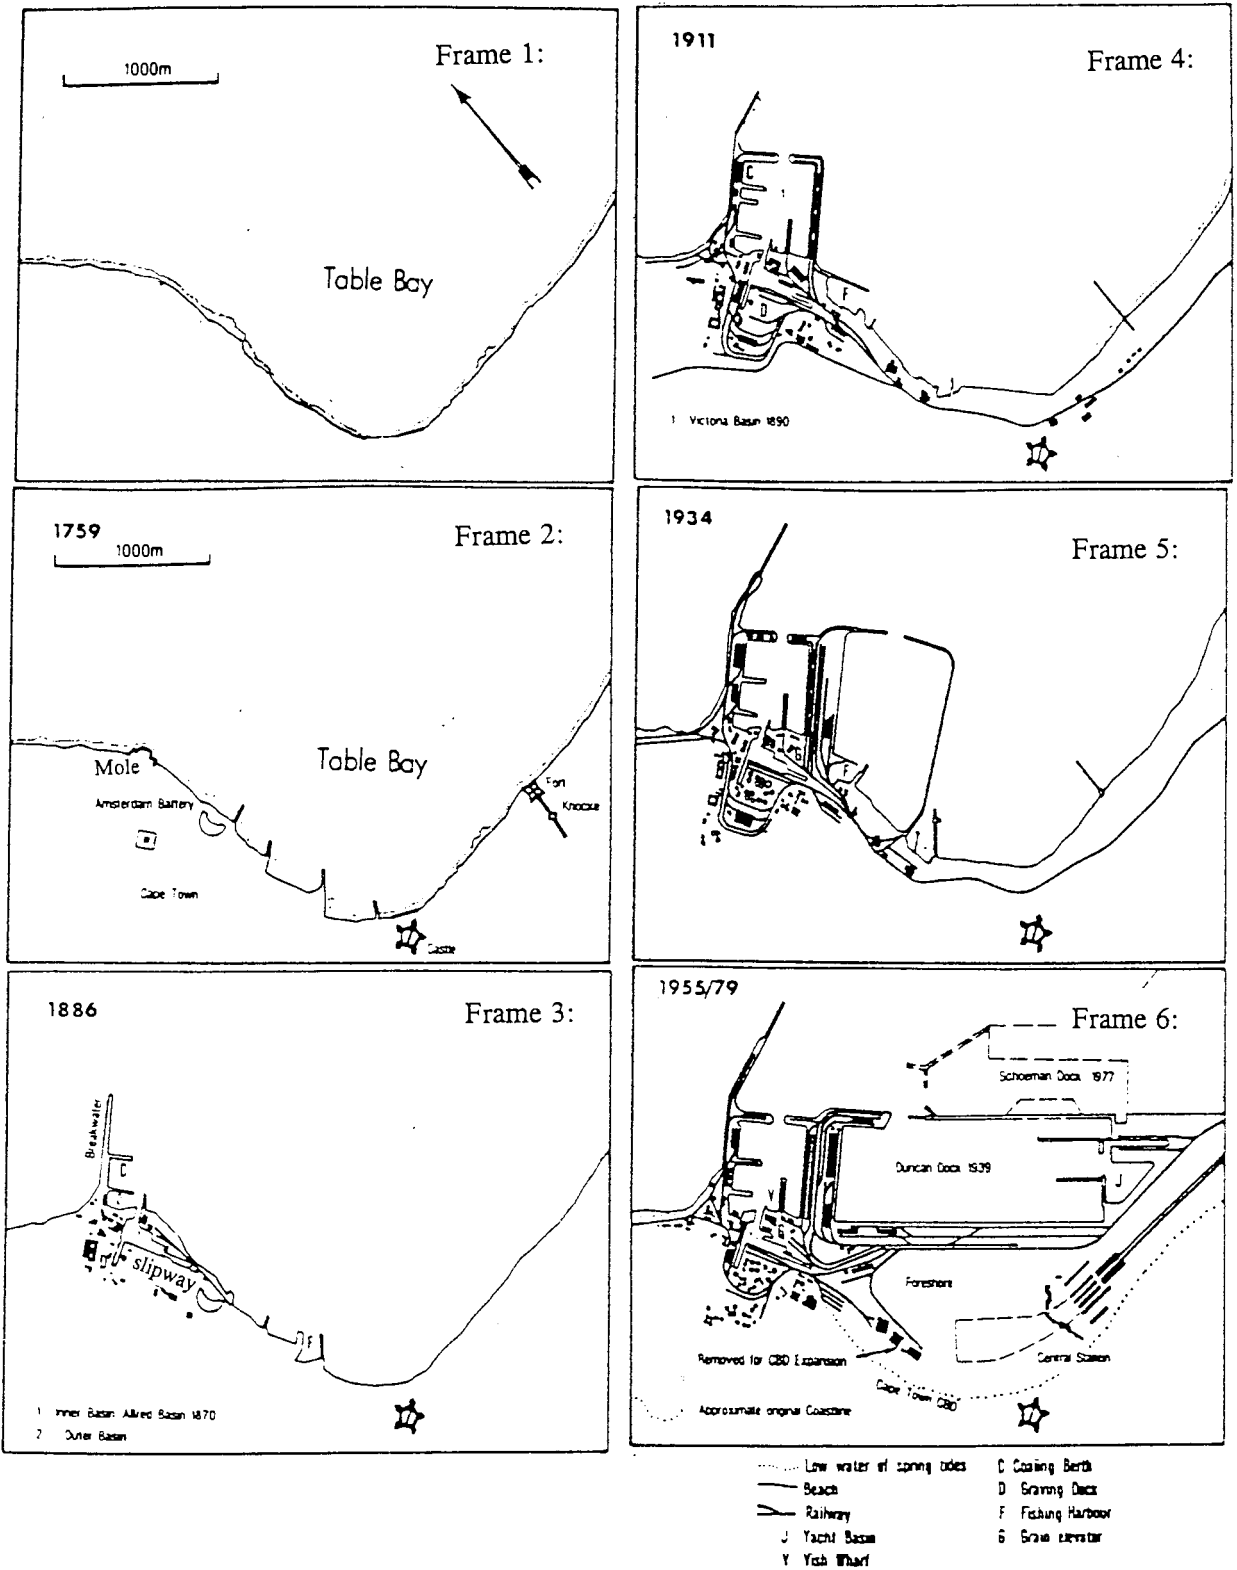 Frame 1:
1000m
Table Bay
1759
1000m
Frame 2:
Mole
Table Bay
Amsterdam Battery
Fort
Knocke
Cape Town
Castle
1886
Frame 3:
Breakwater
C
slipway
F
1 Inner Basin Alfred Basin 1870
2 Outer Basin
1911
Frame 4:
C
1
F
D
J
1 Victoria Basin 1890
1934
Frame 5:
G
F
J
1955/79
Frame 6:
Schoeman Dock 1977
Duncan Dock 1939
J
Y
G
Foreshore
Removed for CBD Expansion
Central Station
Cape Town CBD
Approximate original Coastline
Low water of spring tides
Beach
Railway
J Yacht Basin
Y Yish Wharf
C Coaling Berth
D Graving Dock
F Fishing Harbour
G Grain elevator